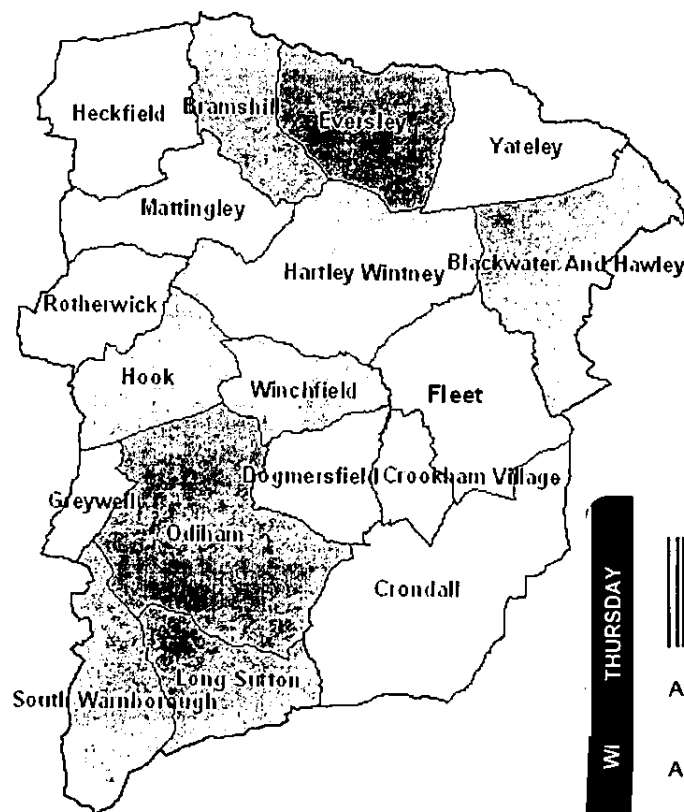 Heckfield
Bramshill
Eversley
Yateley
Mattingley
Hartley Wintney
Blackwater And Hawley
Rotherwick
Hook
Winchfield
Fleet
Dogmersfield
Crookham Village
Greywell
Odiham
Crondall
Long Sutton
South Warnborough
THURSDAY
WI
A
A